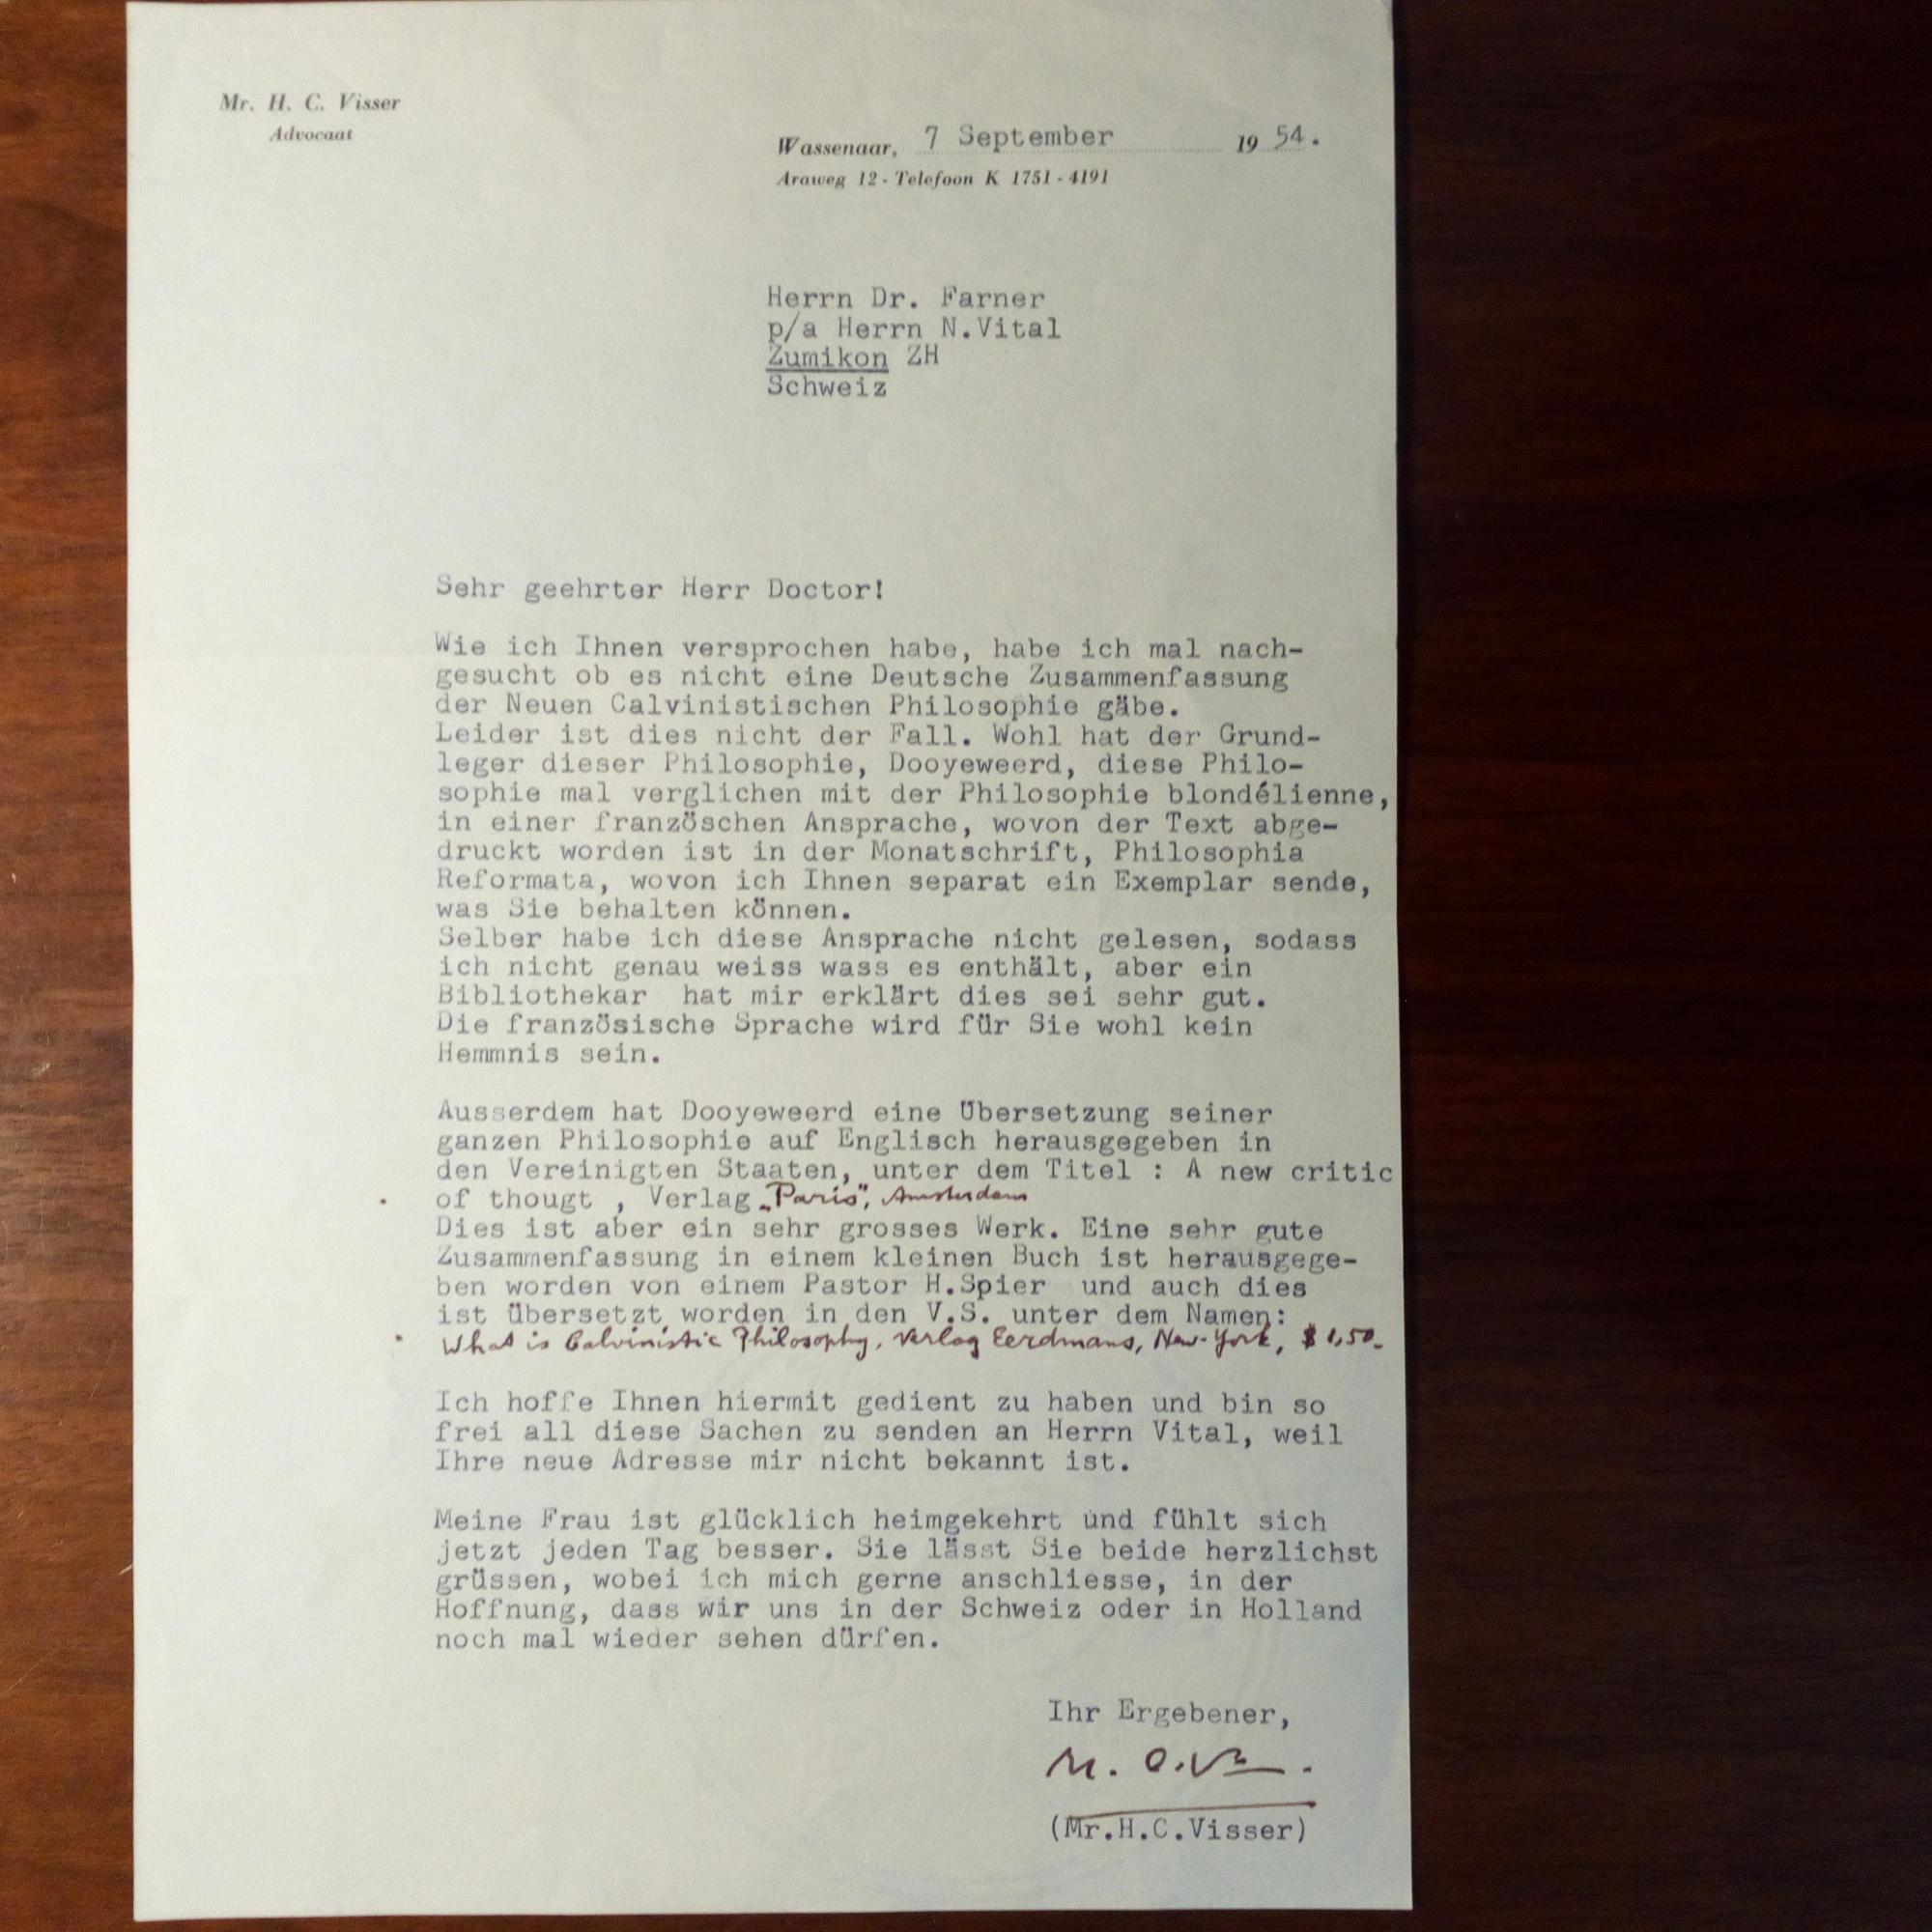 Mr. H. C. Visser
Advocaat
Wassenaar, 7 September 1954.
Araweg 12 - Telefoon K 1751 - 4191
Herrn Dr. Farner
p/a Herrn N.Vital
Zumikon ZH
Schweiz
Sehr geehrter Herr Doctor!
Wie ich Ihnen versprochen habe, habe ich mal nach-
gesucht ob es nicht eine Deutsche Zusammenfassung
der Neuen Calvinistischen Philosophie gäbe.
Leider ist dies nicht der Fall. Wohl hat der Grund-
leger dieser Philosophie, Dooyeweerd, diese Philo-
sophie mal verglichen mit der Philosophie blondélienne,
in einer französchen Ansprache, wovon der Text abge-
druckt worden ist in der Monatschrift, Philosophia
Reformata, wovon ich Ihnen separat ein Exemplar sende,
was Sie behalten können.
Selber habe ich diese Ansprache nicht gelesen, sodass
ich nicht genau weiss wass es enthält, aber ein
Bibliothekar hat mir erklärt dies sei sehr gut.
Die französische Sprache wird für Sie wohl kein
Hemmnis sein.
Ausserdem hat Dooyeweerd eine Übersetzung seiner
ganzen Philosophie auf Englisch herausgegeben in
den Vereinigten Staaten, unter dem Titel : A new critic
of thougt , Verlag „Paris", Amsterdam
Dies ist aber ein sehr grosses Werk. Eine sehr gute
Zusammenfassung in einem kleinen Buch ist herausgege-
ben worden von einem Pastor H.Spier und auch dies
ist übersetzt worden in den V.S. unter dem Namen:
What is Calvinistic Philosophy, Verlag Eerdmans, New-York, $ 1,50-
Ich hoffe Ihnen hiermit gedient zu haben und bin so
frei all diese Sachen zu senden an Herrn Vital, weil
Ihre neue Adresse mir nicht bekannt ist.
Meine Frau ist glücklich heimgekehrt und fühlt sich
jetzt jeden Tag besser. Sie lässt Sie beide herzlichst
grüssen, wobei ich mich gerne anschliesse, in der
Hoffnung, dass wir uns in der Schweiz oder in Holland
noch mal wieder sehen dürfen.
Ihr Ergebener,
(Mr.H.C.Visser)